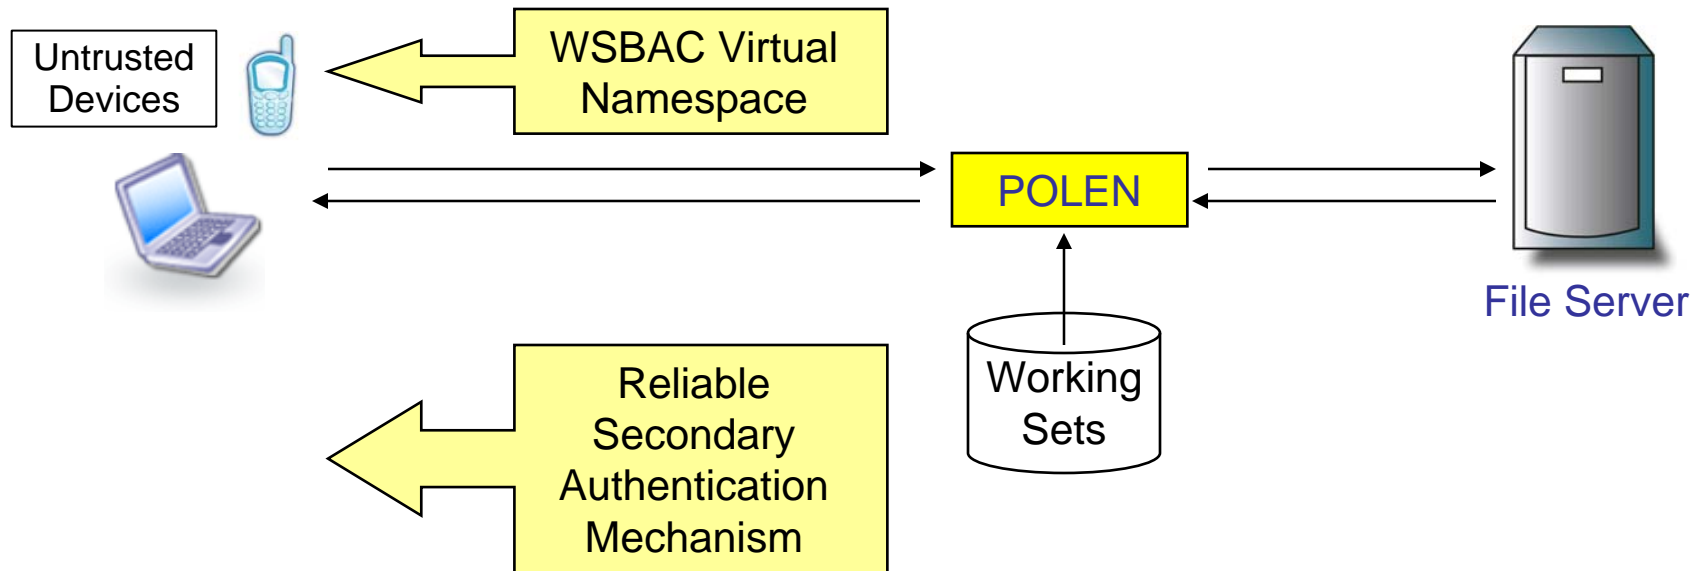 Untrusted
Devices
WSBAC Virtual
Namespace
POLEN
File Server
Working
Sets
Reliable
Secondary
Authentication
Mechanism